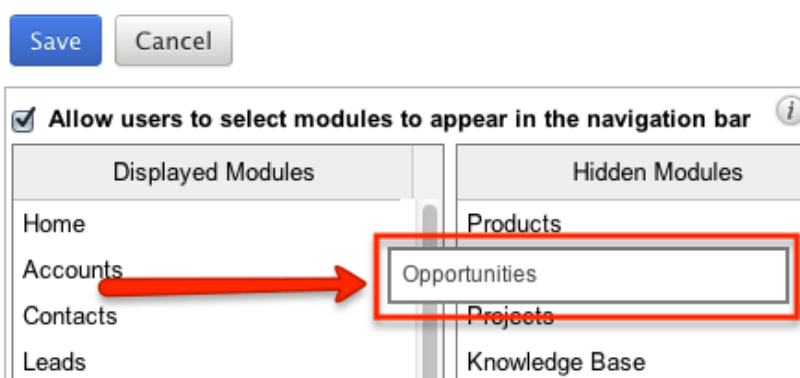 Save Cancel
Allow users to select modules to appear in the navigation bar i
Displayed Modules Hidden Modules
Home Products
Accounts Opportunities
Contacts Projects
Leads Knowledge Base